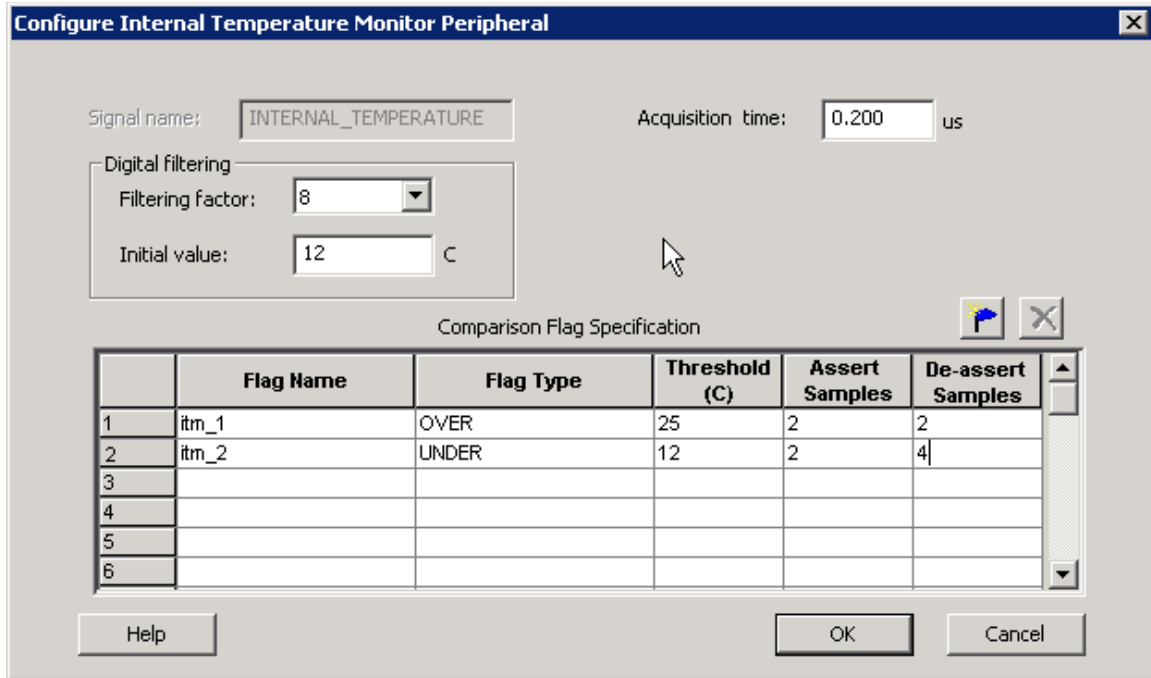 Configure Internal Temperature Monitor Peripheral
Signal name: INTERNAL_TEMPERATURE Acquisition time: 0.200 us
Digital filtering
Filtering factor: 8
Initial value: 12 C
Comparison Flag Specification
Flag Name Flag Type Threshold (C) Assert Samples De-assert Samples
1 itm_1 OVER 25 2 2
2 itm_2 UNDER 12 2 4
3
4
5
6
Help OK Cancel